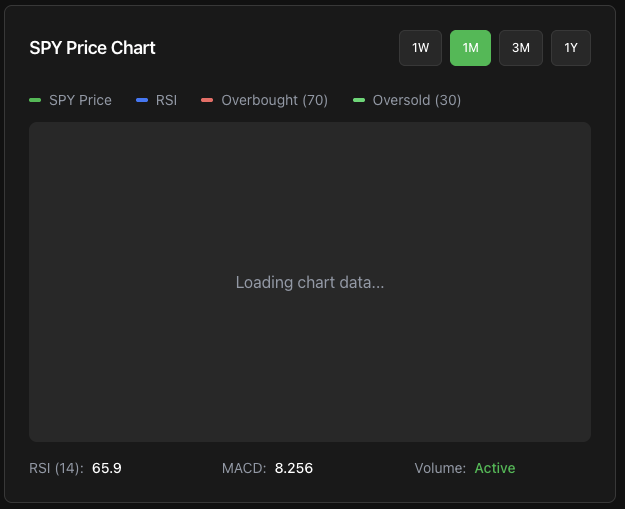 SPY Price Chart 1W 1M 3M 1Y
SPY Price RSI Overbought (70) Oversold (30)
Loading chart data...
RSI (14): 65.9 MACD: 8.256 Volume: Active